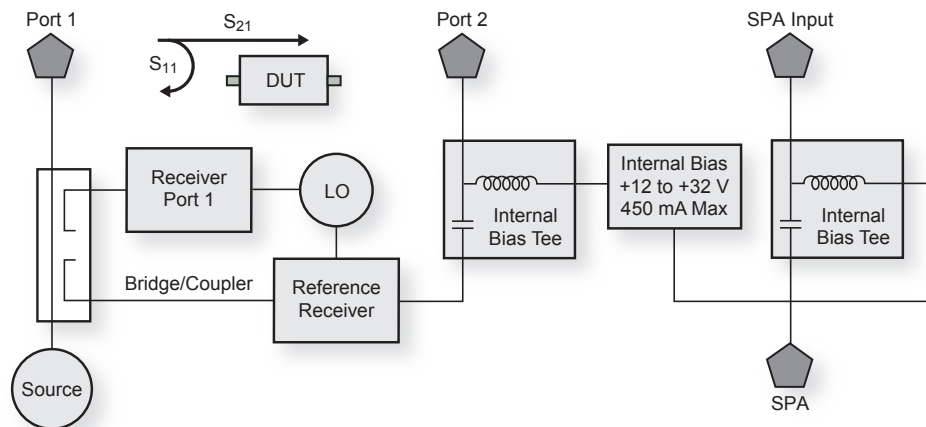 Port 1
S21
S11
DUT
Port 2
SPA Input
Receiver
Port 1
LO
Internal Bias
+12 to +32 V
450 mA Max
Internal
Bias Tee
Internal
Bias Tee
Bridge/Coupler
Reference
Receiver
Source
SPA